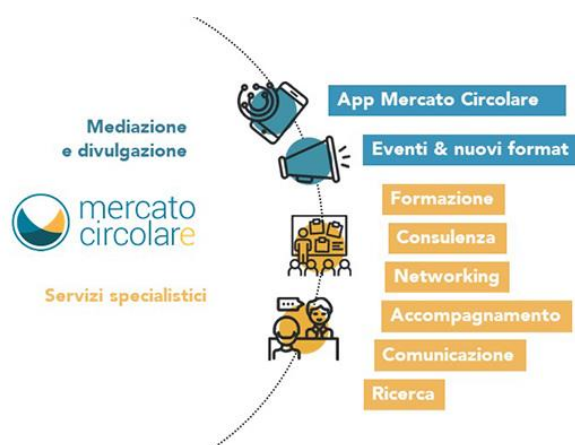 Mediazione
e divulgazione
mercato
circolare
Servizi specialistici
App Mercato Circolare
Eventi & nuovi format
Formazione
Consulenza
Networking
Accompagnamento
Comunicazione
Ricerca